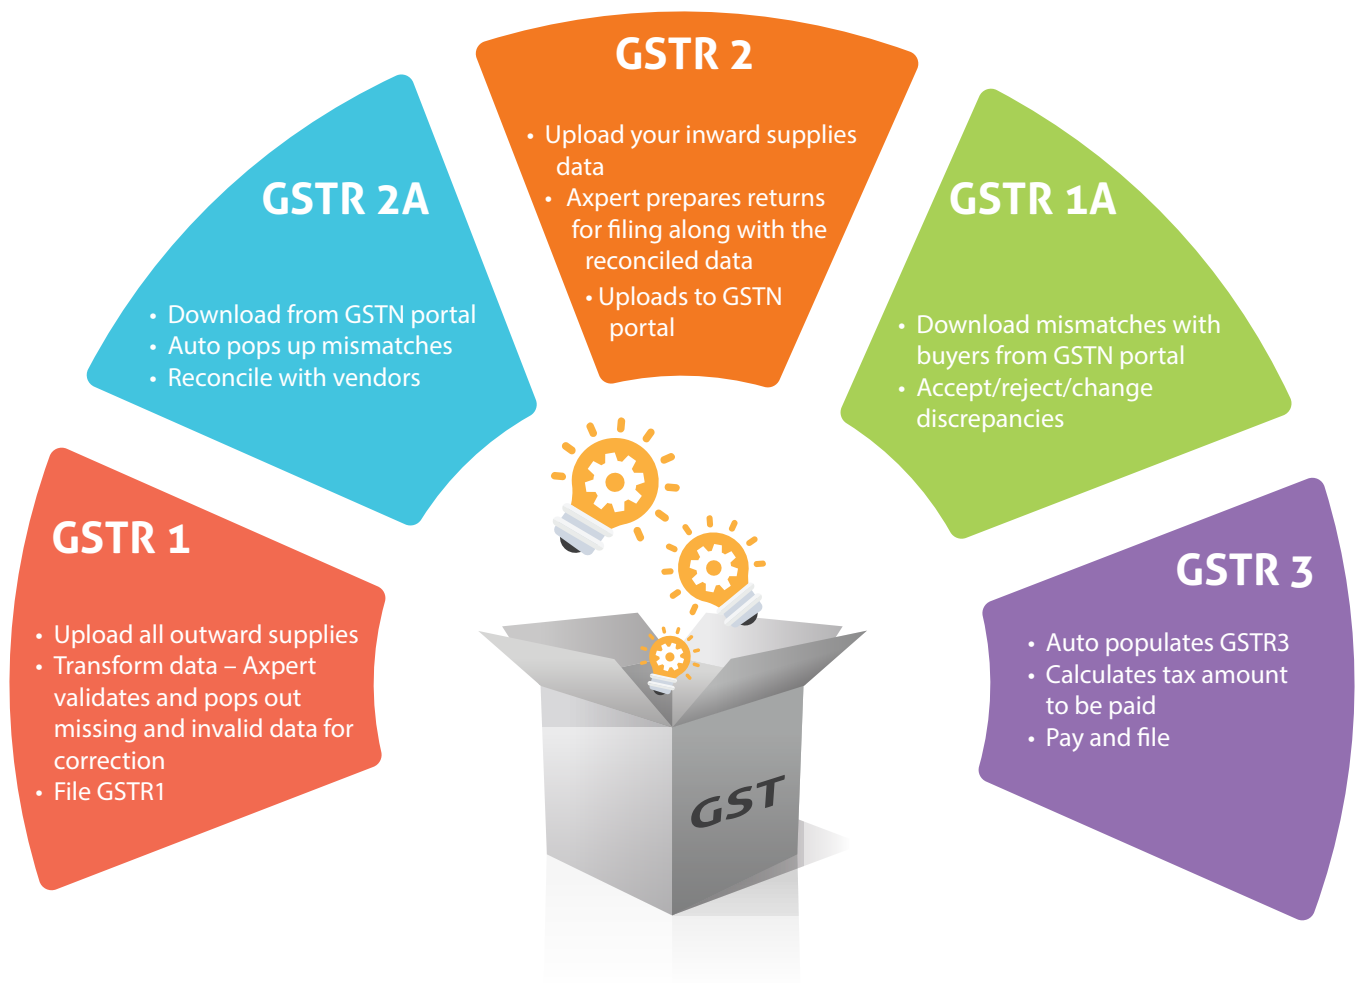 GSTR 1
• Upload all outward supplies
• Transform data – Axpert
validates and pops out
missing and invalid data for
correction
• File GSTR1
GSTR 2A
• Download from GSTN portal
• Auto pops up mismatches
• Reconcile with vendors
GSTR 2
• Upload your inward supplies
data
• Axpert prepares returns
for filing along with the
reconciled data
• Uploads to GSTN
portal
GSTR 1A
• Download mismatches with
buyers from GSTN portal
• Accept/reject/change
discrepancies
GSTR 3
• Auto populates GSTR3
• Calculates tax amount
to be paid
• Pay and file
GST